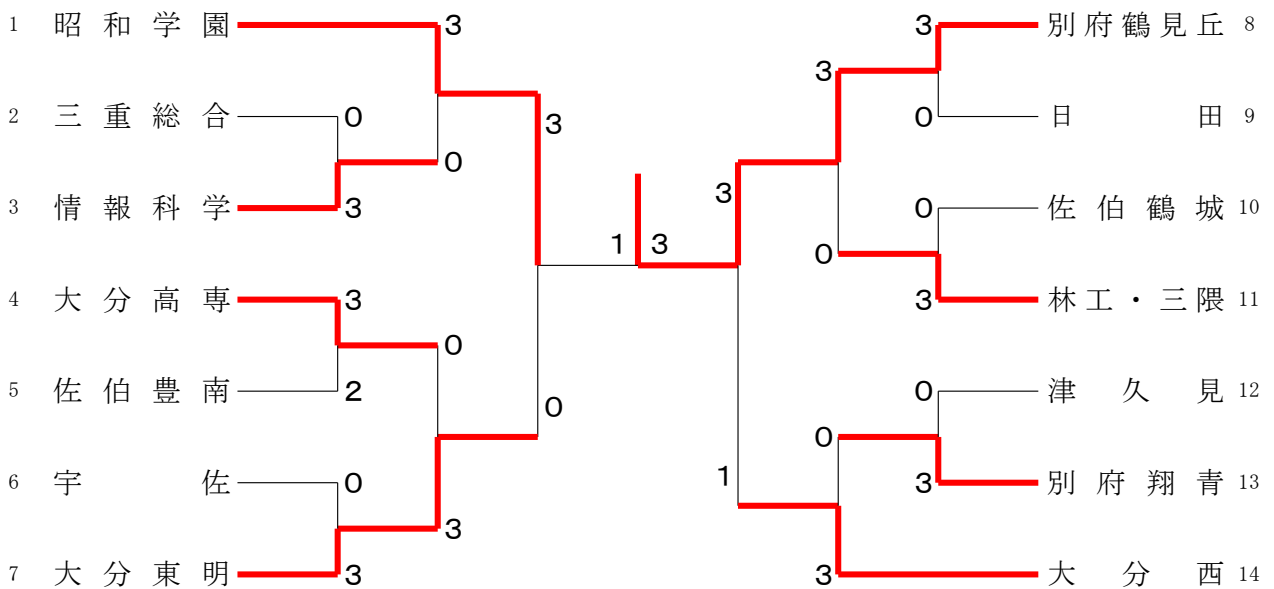 1 昭和学園 3
2 三重総合 0
0
3 情報科学 3
3
4 大分高専 3
0
5 佐伯豊南 2
0
6 宇佐 0
3
7 大分東明 3
1 3
3 別府鶴見丘 8
3
0 日田 9
3
0 佐伯鶴城 10
0
3 林工・三隈 11
0 津久見 12
0
3 別府翔青 13
1
3 大分西 14